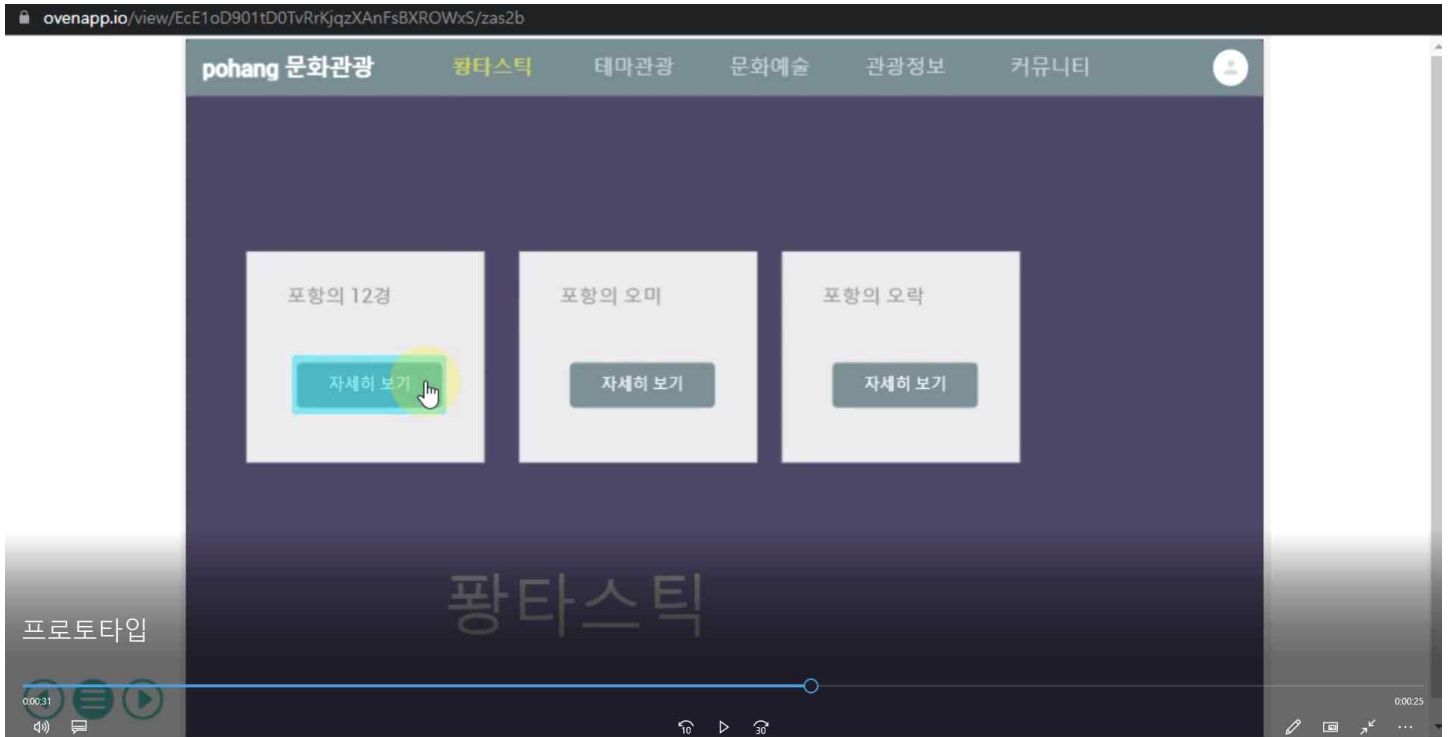 ovenapp.io/view/EcE1oD901tD0TvRrKjqzXAnFsBXROWxS/zas2b
pohang 문화관광 퐝타스틱 테마관광 문화예술 관광정보 커뮤니티
포항의 12경 포항의 오미 포항의 오락
자세히 보기 자세히 보기 자세히 보기
퐝타스틱
프로토타입
0:00:31 0:00:25
10 30